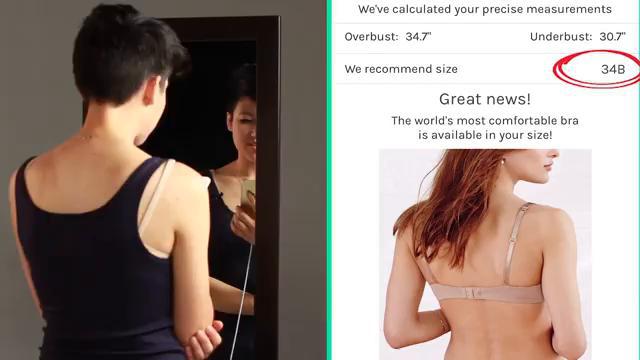 We've calculated your precise measurements
Overbust: 34.7" Underbust: 30.7"
We recommend size 34B
Great news!
The world's most comfortable bra
is available in your size!